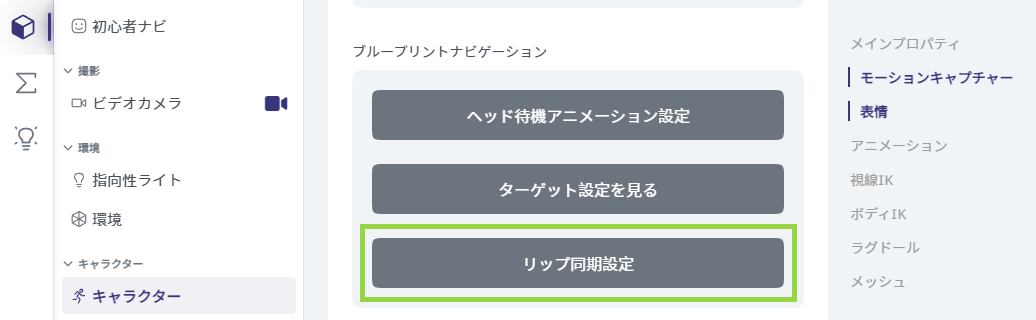 初心者ナビ
撮影
ビデオカメラ
環境
指向性ライト
環境
キャラクター
キャラクター
ブループリントナビゲーション
ヘッド待機アニメーション設定
ターゲット設定を見る
リップ同期設定
メインプロパティ
モーションキャプチャー
表情
アニメーション
視線IK
ボディIK
ラグドール
メッシュ